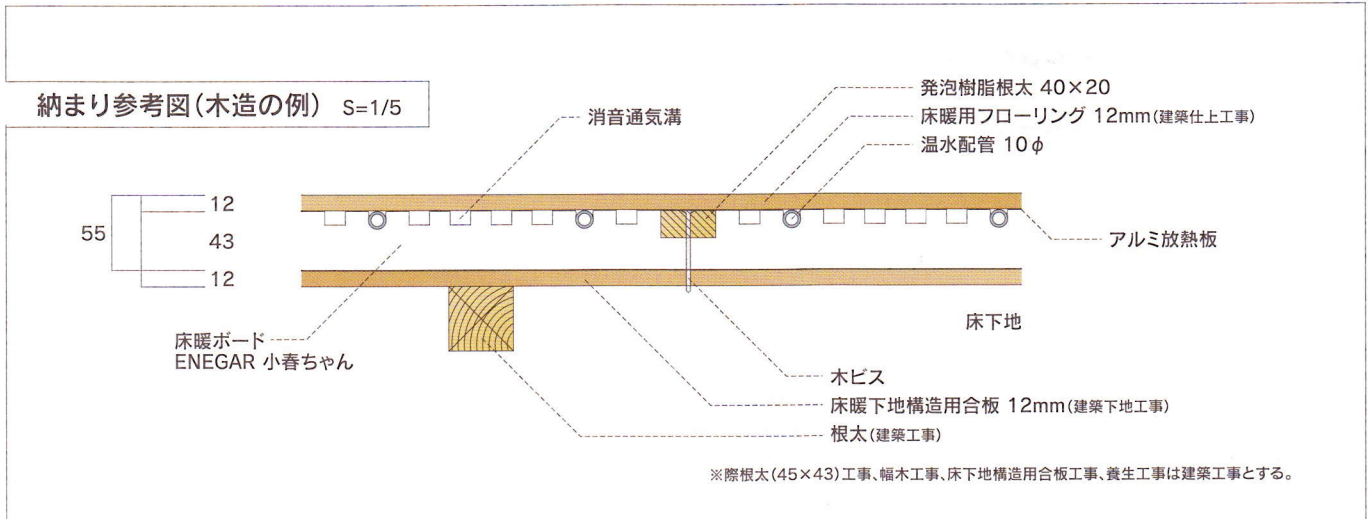 納まり参考図(木造の例) S=1/5
発泡樹脂根太 40×20
消音通気溝
床暖用フローリング 12mm(建築仕上工事)
温水配管 10φ
12
55
43
アルミ放熱板
12
床下地
床暖ボード
ENEGAR 小春ちゃん
木ビス
床暖下地構造用合板 12mm(建築下地工事)
根太(建築工事)
※際根太(45×43)工事、幅木工事、床下地構造用合板工事、養生工事は建築工事とする。